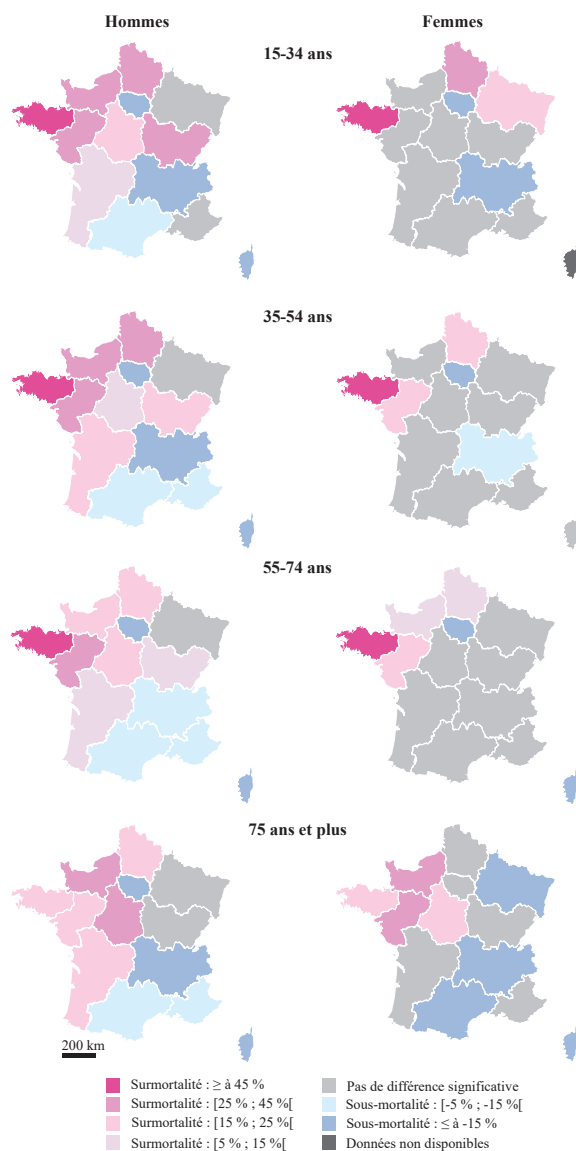 Hommes
Femmes
15-34 ans
35-54 ans
55-74 ans
75 ans et plus
200 km
Surmortalité : ≥ à 45 %
Surmortalité : [25 % ; 45 %[
Surmortalité : [15 % ; 25 %[
Surmortalité : [5 % ; 15 %[
Pas de différence significative
Sous-mortalité : [-5 % ; -15 %[
Sous-mortalité : ≤ à -15 %
Données non disponibles